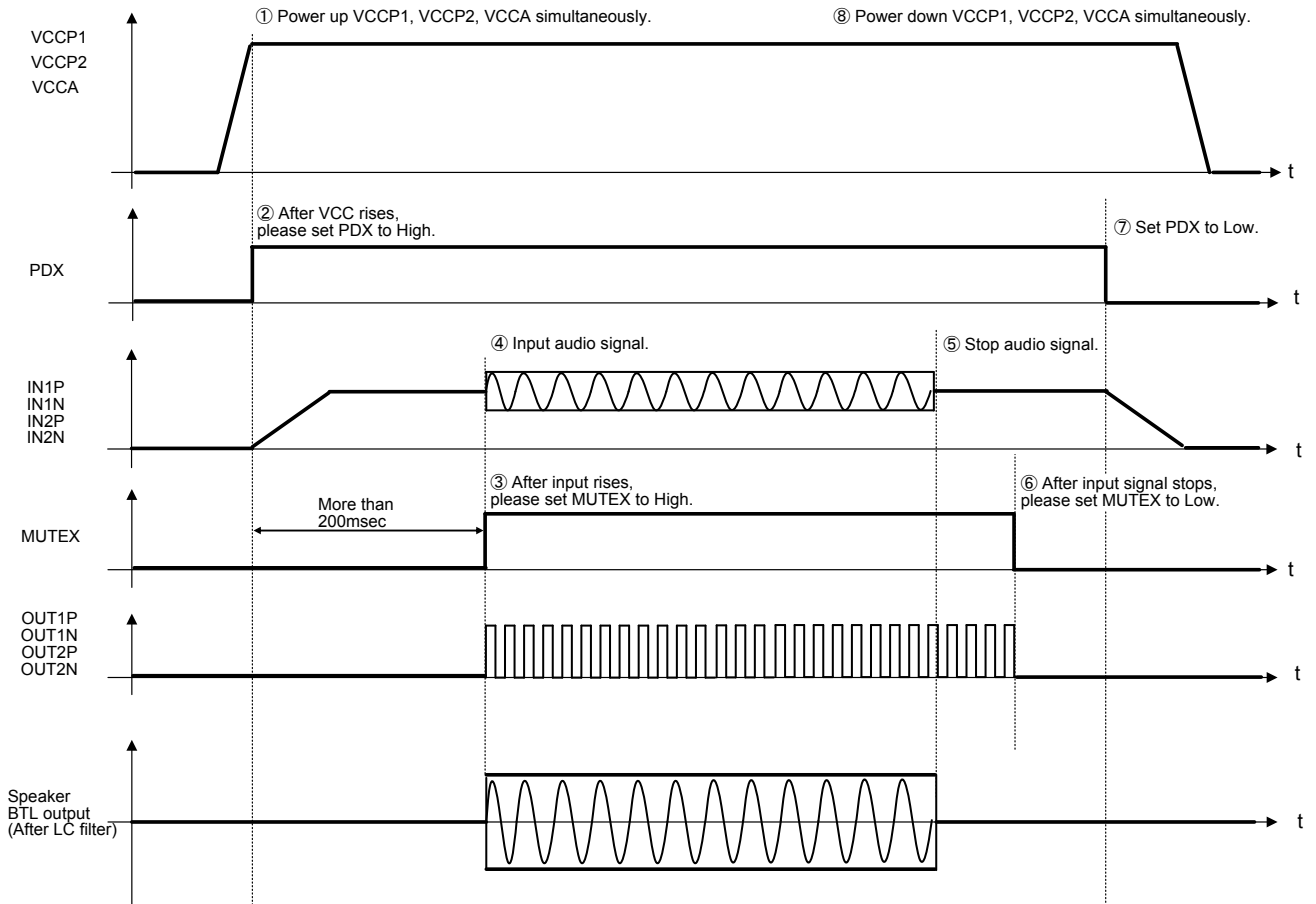 ① Power up VCCP1, VCCP2, VCCA simultaneously.
⑧ Power down VCCP1, VCCP2, VCCA simultaneously.
VCCP1
VCCP2
VCCA
t
② After VCC rises,
please set PDX to High.
⑦ Set PDX to Low.
PDX
t
④ Input audio signal.
⑤ Stop audio signal.
IN1P
IN1N
IN2P
IN2N
t
③ After input rises,
please set MUTEX to High.
⑥ After input signal stops,
please set MUTEX to Low.
More than
200msec
MUTEX
t
OUT1P
OUT1N
OUT2P
OUT2N
t
Speaker
BTL output
(After LC filter)
t